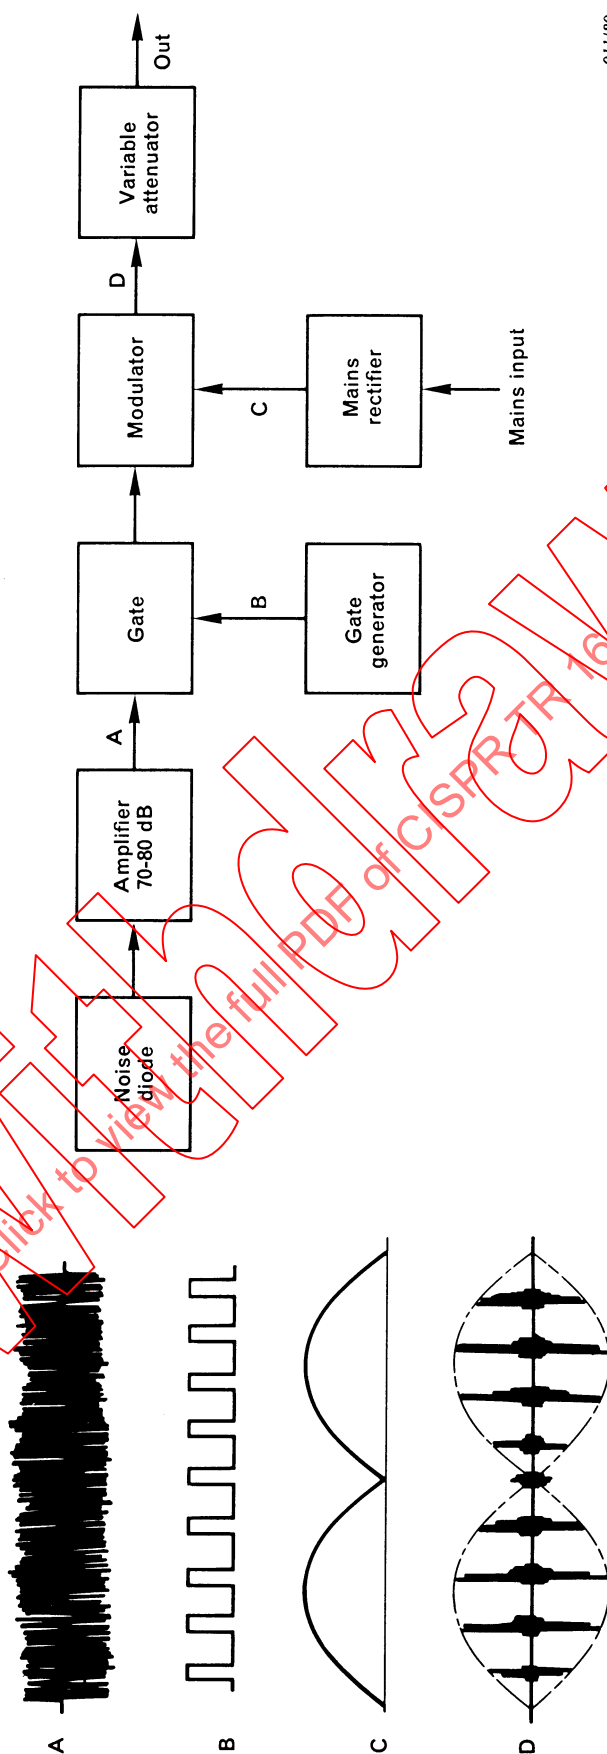 Noise
diode
Amplifier
70-80 dB
A
Gate
Gate
generator
B
Modulator
Mains
rectifier
C
Mains input
D
Variable
attenuator
Out
A
B
C
D
Click to view the full PDF of CISPR TR 16